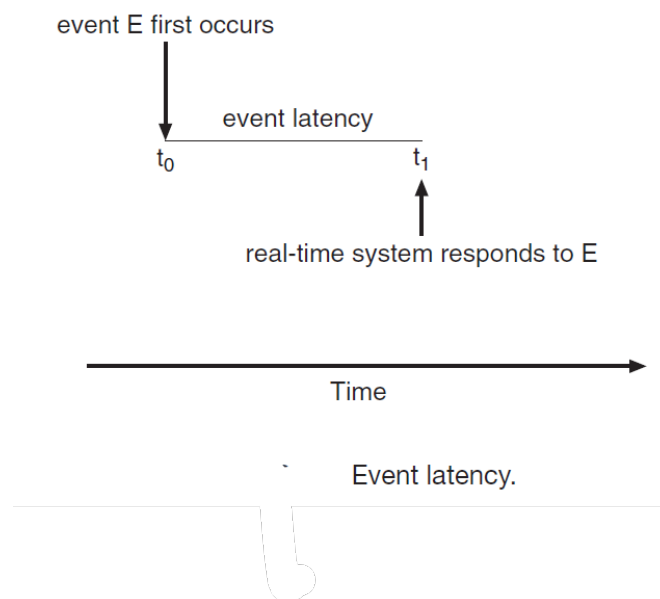 event E first occurs
event latency
t₀
t₁
real-time system responds to E
Time
Event latency.